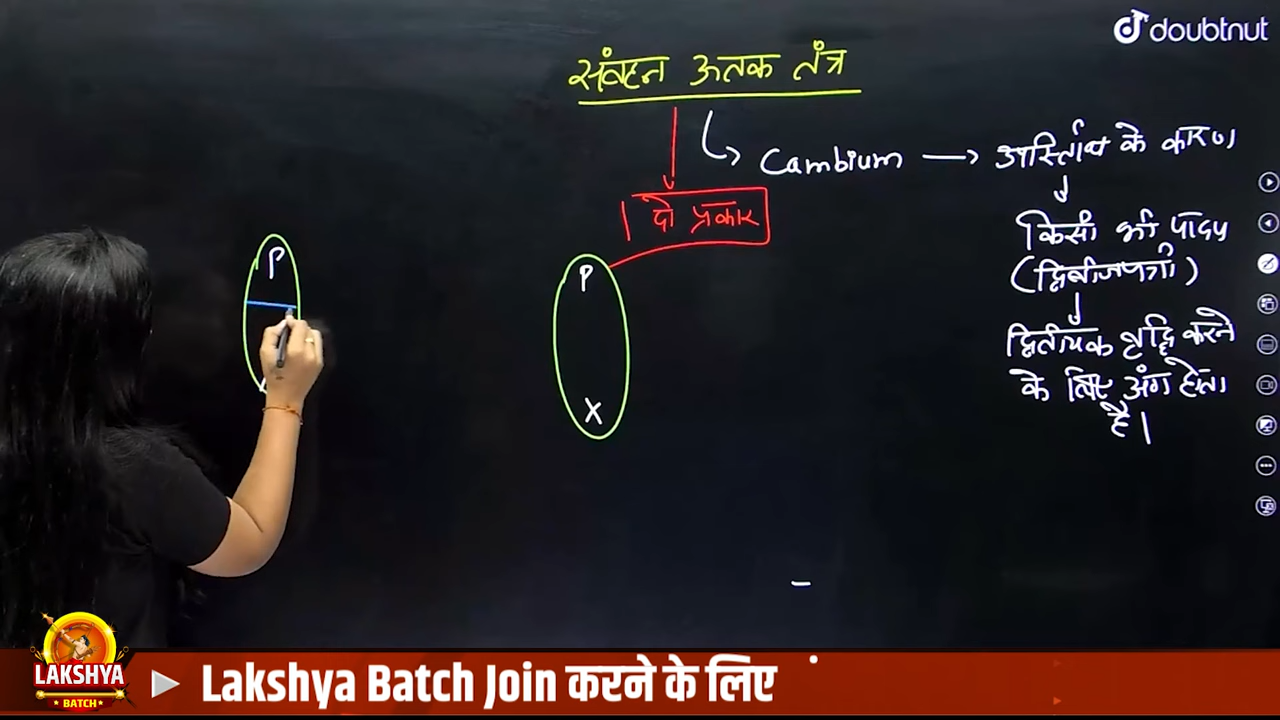 doubtnut
संवहन ऊतक तंत्र
Cambium → अस्तित्व के कारण
↓
दो प्रकार
किसी भी पादप
(द्विबीजपत्री)
↓
द्वितीयक वृद्धि करने
के लिए अंग होता
है।
P
P
X
LAKSHYA
BATCH
Lakshya Batch Join करने के लिए